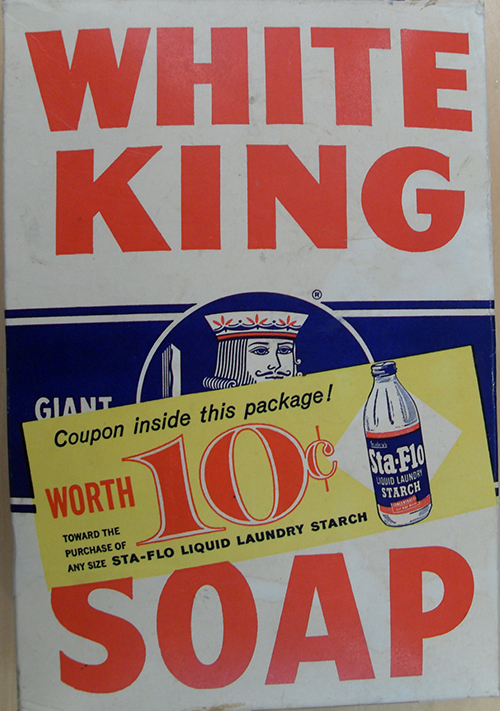 WHITE
KING
®
GIANT
Coupon inside this package!
WORTH 10¢
TOWARD THE
PURCHASE OF
ANY SIZE STA-FLO LIQUID LAUNDRY STARCH
Sta-Flo
LIQUID LAUNDRY
STARCH
SOAP